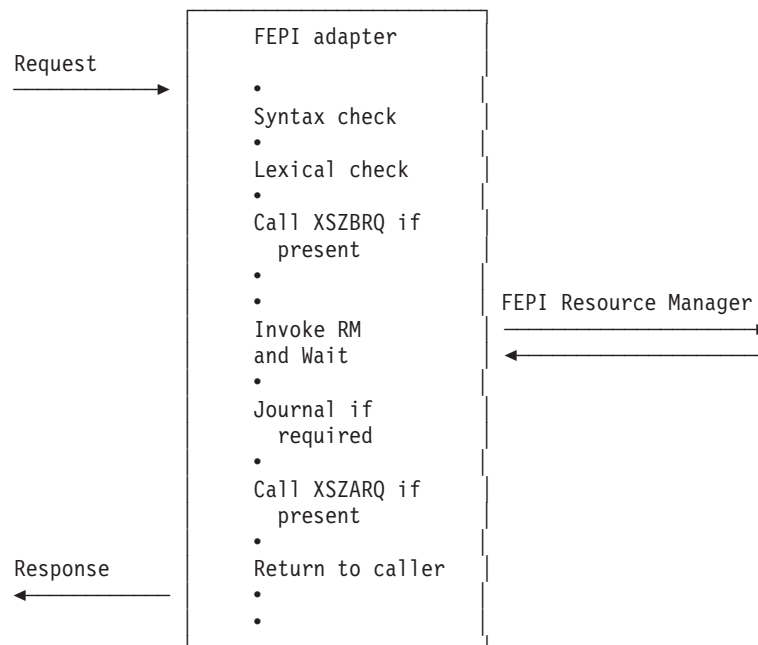 FEPI adapter
Request
•
Syntax check
•
Lexical check
•
Call XSZBRQ if
present
•
•
FEPI Resource Manager
Invoke RM
and Wait
•
Journal if
required
•
Call XSZARQ if
present
•
Response
Return to caller
•
•